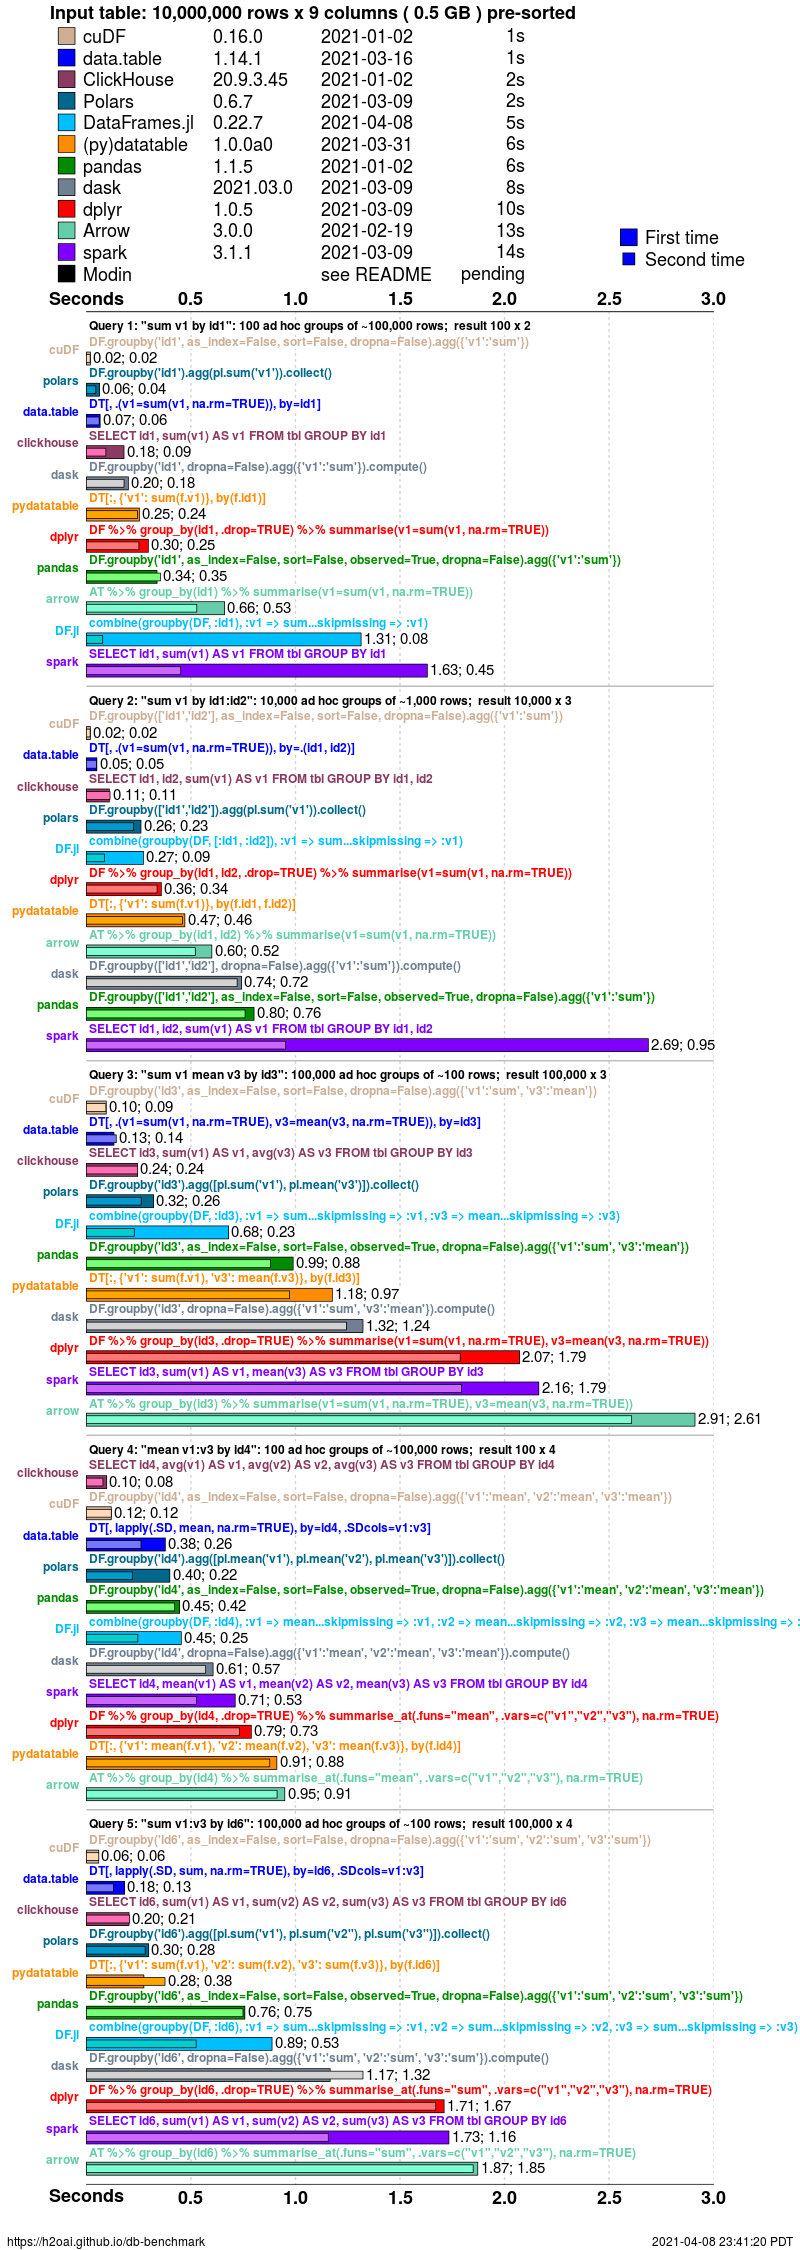 Input table: 10,000,000 rows x 9 columns ( 0.5 GB ) pre-sorted
cuDF 0.16.0 2021-01-02 1s
data.table 1.14.1 2021-03-16 1s
ClickHouse 20.9.3.45 2021-01-02 2s
Polars 0.6.7 2021-03-09 2s
DataFrames.jl 0.22.7 2021-04-08 5s
(py)datatable 1.0.0a0 2021-03-31 6s
pandas 1.1.5 2021-01-02 6s
dask 2021.03.0 2021-03-09 8s
dplyr 1.0.5 2021-03-09 10s
Arrow 3.0.0 2021-02-19 13s
spark 3.1.1 2021-03-09 14s
Modin see README pending
First time
Second time
Seconds 0.5 1.0 1.5 2.0 2.5 3.0
Query 1: "sum v1 by id1": 100 ad hoc groups of ~100,000 rows; result 100 x 2
DF.groupby('id1', as_index=False, sort=False, dropna=False).agg({'v1':'sum'})
cuDF 0.02; 0.02
DF.groupby('id1').agg(pl.sum('v1')).collect()
polars 0.06; 0.04
DT[, .(v1=sum(v1, na.rm=TRUE)), by=id1]
data.table 0.07; 0.06
SELECT id1, sum(v1) AS v1 FROM tbl GROUP BY id1
clickhouse 0.18; 0.09
DF.groupby('id1', dropna=False).agg({'v1':'sum'}).compute()
dask 0.20; 0.18
DT[:, {'v1': sum(f.v1)}, by(f.id1)]
pydatatable 0.25; 0.24
DF %>% group_by(id1, .drop=TRUE) %>% summarise(v1=sum(v1, na.rm=TRUE))
dplyr 0.30; 0.25
DF.groupby('id1', as_index=False, sort=False, observed=True, dropna=False).agg({'v1':'sum'})
pandas 0.34; 0.35
AT %>% group_by(id1) %>% summarise(v1=sum(v1, na.rm=TRUE))
arrow 0.66; 0.53
combine(groupby(DF, :id1), :v1 => sum...skipmissing => :v1)
DF.jl 1.31; 0.08
SELECT id1, sum(v1) AS v1 FROM tbl GROUP BY id1
spark 1.63; 0.45
Query 2: "sum v1 by id1:id2": 10,000 ad hoc groups of ~1,000 rows; result 10,000 x 3
DF.groupby(['id1','id2'], as_index=False, sort=False, dropna=False).agg({'v1':'sum'})
cuDF 0.02; 0.02
DT[, .(v1=sum(v1, na.rm=TRUE)), by=.(id1, id2)]
data.table 0.05; 0.05
SELECT id1, id2, sum(v1) AS v1 FROM tbl GROUP BY id1, id2
clickhouse 0.11; 0.11
DF.groupby(['id1','id2']).agg(pl.sum('v1')).collect()
polars 0.26; 0.23
combine(groupby(DF, [:id1, :id2]), :v1 => sum...skipmissing => :v1)
DF.jl 0.27; 0.09
DF %>% group_by(id1, id2, .drop=TRUE) %>% summarise(v1=sum(v1, na.rm=TRUE))
dplyr 0.36; 0.34
DT[:, {'v1': sum(f.v1)}, by(f.id1, f.id2)]
pydatatable 0.47; 0.46
AT %>% group_by(id1, id2) %>% summarise(v1=sum(v1, na.rm=TRUE))
arrow 0.60; 0.52
DF.groupby(['id1','id2'], dropna=False).agg({'v1':'sum'}).compute()
dask 0.74; 0.72
DF.groupby(['id1','id2'], as_index=False, sort=False, observed=True, dropna=False).agg({'v1':'sum'})
pandas 0.80; 0.76
SELECT id1, id2, sum(v1) AS v1 FROM tbl GROUP BY id1, id2
spark 2.69; 0.95
Query 3: "sum v1 mean v3 by id3": 100,000 ad hoc groups of ~100 rows; result 100,000 x 3
DF.groupby('id3', as_index=False, sort=False, dropna=False).agg({'v1':'sum', 'v3':'mean'})
cuDF 0.10; 0.09
DT[, .(v1=sum(v1, na.rm=TRUE), v3=mean(v3, na.rm=TRUE)), by=id3]
data.table 0.13; 0.14
SELECT id3, sum(v1) AS v1, avg(v3) AS v3 FROM tbl GROUP BY id3
clickhouse 0.24; 0.24
DF.groupby('id3').agg([pl.sum('v1'), pl.mean('v3')]).collect()
polars 0.32; 0.26
combine(groupby(DF, :id3), :v1 => sum...skipmissing => :v1, :v3 => mean...skipmissing => :v3)
DF.jl 0.68; 0.23
DF.groupby('id3', as_index=False, sort=False, observed=True, dropna=False).agg({'v1':'sum', 'v3':'mean'})
pandas 0.99; 0.88
DT[:, {'v1': sum(f.v1), 'v3': mean(f.v3)}, by(f.id3)]
pydatatable 1.18; 0.97
DF.groupby('id3', dropna=False).agg({'v1':'sum', 'v3':'mean'}).compute()
dask 1.32; 1.24
DF %>% group_by(id3, .drop=TRUE) %>% summarise(v1=sum(v1, na.rm=TRUE), v3=mean(v3, na.rm=TRUE))
dplyr 2.07; 1.79
SELECT id3, sum(v1) AS v1, mean(v3) AS v3 FROM tbl GROUP BY id3
spark 2.16; 1.79
AT %>% group_by(id3) %>% summarise(v1=sum(v1, na.rm=TRUE), v3=mean(v3, na.rm=TRUE))
arrow 2.91; 2.61
Query 4: "mean v1:v3 by id4": 100 ad hoc groups of ~100,000 rows; result 100 x 4
SELECT id4, avg(v1) AS v1, avg(v2) AS v2, avg(v3) AS v3 FROM tbl GROUP BY id4
clickhouse 0.10; 0.08
DF.groupby('id4', as_index=False, sort=False, dropna=False).agg({'v1':'mean', 'v2':'mean', 'v3':'mean'})
cuDF 0.12; 0.12
DT[, lapply(.SD, mean, na.rm=TRUE), by=id4, .SDcols=v1:v3]
data.table 0.38; 0.26
DF.groupby('id4').agg([pl.mean('v1'), pl.mean('v2'), pl.mean('v3')]).collect()
polars 0.40; 0.22
DF.groupby('id4', as_index=False, sort=False, observed=True, dropna=False).agg({'v1':'mean', 'v2':'mean', 'v3':'mean'})
pandas 0.45; 0.42
combine(groupby(DF, :id4), :v1 => mean...skipmissing => :v1, :v2 => mean...skipmissing => :v2, :v3 => mean...skipmissing => :
DF.jl 0.45; 0.25
DF.groupby('id4', dropna=False).agg({'v1':'mean', 'v2':'mean', 'v3':'mean'}).compute()
dask 0.61; 0.57
SELECT id4, mean(v1) AS v1, mean(v2) AS v2, mean(v3) AS v3 FROM tbl GROUP BY id4
spark 0.71; 0.53
DF %>% group_by(id4, .drop=TRUE) %>% summarise_at(.funs="mean", .vars=c("v1","v2","v3"), na.rm=TRUE)
dplyr 0.79; 0.73
DT[:, {'v1': mean(f.v1), 'v2': mean(f.v2), 'v3': mean(f.v3)}, by(f.id4)]
pydatatable 0.91; 0.88
AT %>% group_by(id4) %>% summarise_at(.funs="mean", .vars=c("v1","v2","v3"), na.rm=TRUE)
arrow 0.95; 0.91
Query 5: "sum v1:v3 by id6": 100,000 ad hoc groups of ~100 rows; result 100,000 x 4
DF.groupby('id6', as_index=False, sort=False, dropna=False).agg({'v1':'sum', 'v2':'sum', 'v3':'sum'})
cuDF 0.06; 0.06
DT[, lapply(.SD, sum, na.rm=TRUE), by=id6, .SDcols=v1:v3]
data.table 0.18; 0.13
SELECT id6, sum(v1) AS v1, sum(v2) AS v2, sum(v3) AS v3 FROM tbl GROUP BY id6
clickhouse 0.20; 0.21
DF.groupby('id6').agg([pl.sum('v1'), pl.sum('v2''), pl.sum('v3'')]).collect()
polars 0.30; 0.28
DT[:, {'v1': sum(f.v1), 'v2': sum(f.v2), 'v3': sum(f.v3)}, by(f.id6)]
pydatatable 0.28; 0.38
DF.groupby('id6', as_index=False, sort=False, observed=True, dropna=False).agg({'v1':'sum', 'v2':'sum', 'v3':'sum'})
pandas 0.76; 0.75
combine(groupby(DF, :id6), :v1 => sum...skipmissing => :v1, :v2 => sum...skipmissing => :v2, :v3 => sum...skipmissing => :v3)
DF.jl 0.89; 0.53
DF.groupby('id6', dropna=False).agg({'v1':'sum', 'v2':'sum', 'v3':'sum'}).compute()
dask 1.17; 1.32
DF %>% group_by(id6, .drop=TRUE) %>% summarise_at(.funs="sum", .vars=c("v1","v2","v3"), na.rm=TRUE)
dplyr 1.71; 1.67
SELECT id6, sum(v1) AS v1, sum(v2) AS v2, sum(v3) AS v3 FROM tbl GROUP BY id6
spark 1.73; 1.16
AT %>% group_by(id6) %>% summarise_at(.funs="sum", .vars=c("v1","v2","v3"), na.rm=TRUE)
arrow 1.87; 1.85
Seconds 0.5 1.0 1.5 2.0 2.5 3.0
https://h2oai.github.io/db-benchmark 2021-04-08 23:41:20 PDT